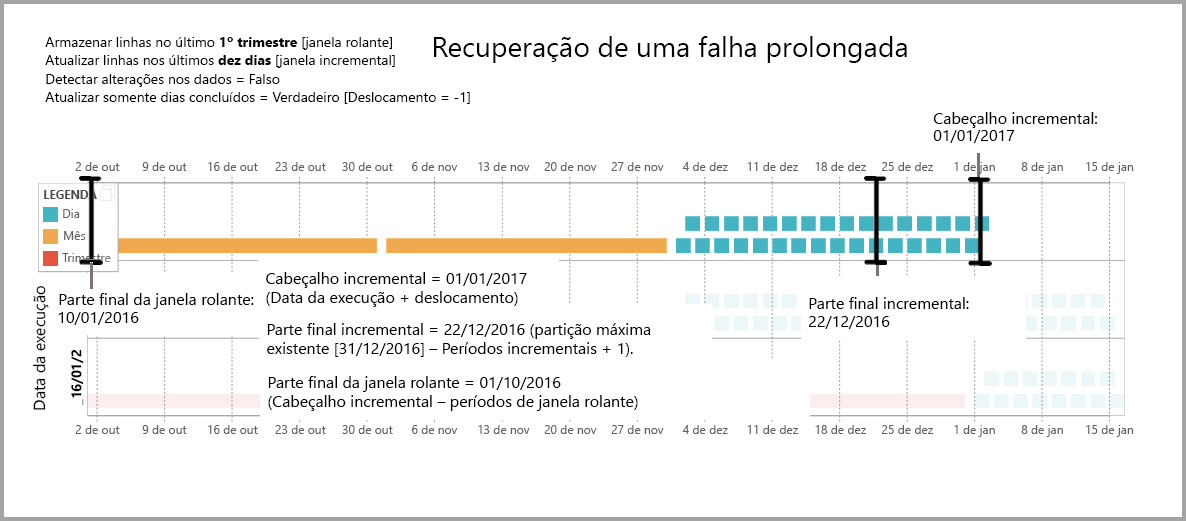 Armazenar linhas no último 1º trimestre [janela rolante]
Atualizar linhas nos últimos dez dias [janela incremental]
Detectar alterações nos dados = Falso
Atualizar somente dias concluídos = Verdadeiro [Deslocamento = -1]
Recuperação de uma falha prolongada
Cabeçalho incremental:
01/01/2017
2 de out 9 de out 16 de out 23 de out 30 de out 6 de nov 13 de nov 20 de nov 27 de nov 4 de dez 11 de dez 18 de dez 25 de dez 1 de jan 8 de jan 15 de jan
LEGENDA
Dia
Mês
Trimestre
Parte final da janela rolante:
10/01/2016
Cabeçalho incremental = 01/01/2017
(Data da execução + deslocamento)
Parte final incremental = 22/12/2016 (partição máxima
existente [31/12/2016] – Períodos incrementais + 1).
Parte final da janela rolante = 01/10/2016
(Cabeçalho incremental – períodos de janela rolante)
Parte final incremental:
22/12/2016
Data da execução
16/01/2
2 de out 9 de out 16 de out 23 de out 30 de out 6 de nov 13 de nov 20 de nov 27 de nov 4 de dez 11 de dez 18 de dez 25 de dez 1 de jan 8 de jan 15 de jan